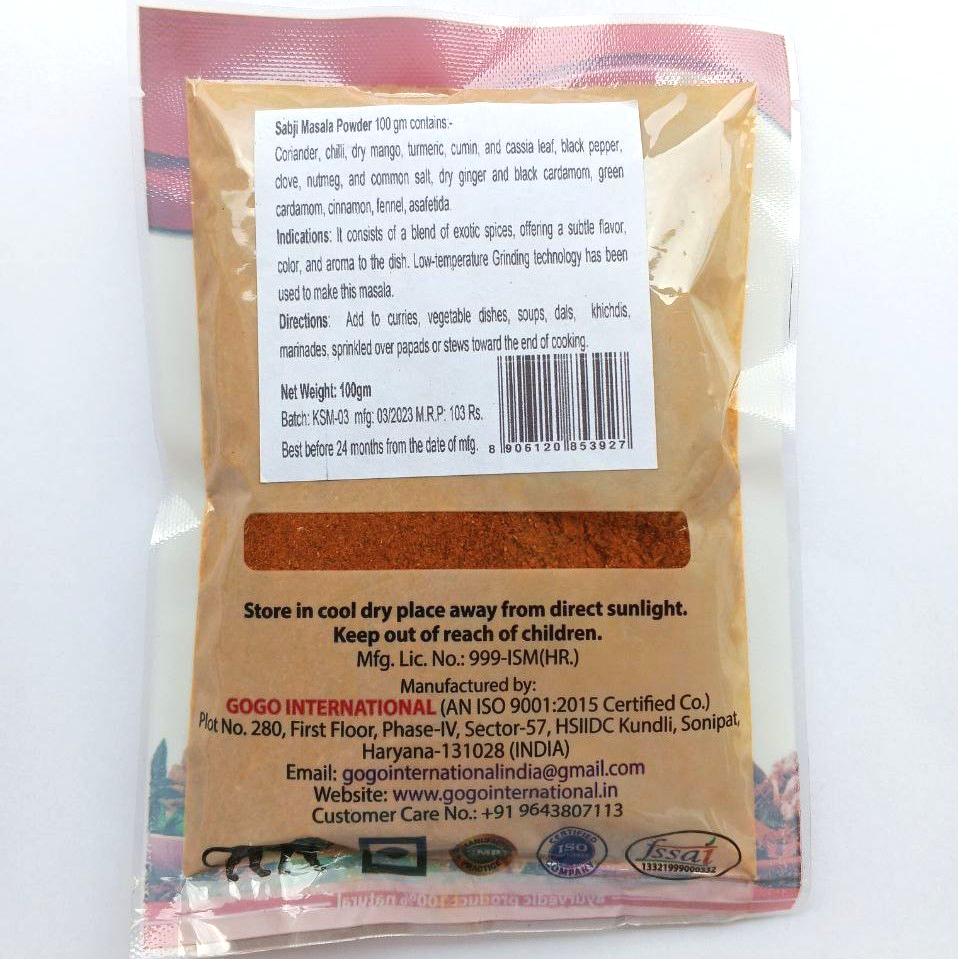 Sabji Masala Powder 100 gm contains:-
Coriander, chilli, dry mango, turmeric, cumin, and cassia leaf, black pepper,
clove, nutmeg, and common salt, dry ginger and black cardamom, green
cardamom, cinnamon, fennel, asafetida
Indications: It consists of a blend of exotic spices, offering a subtle flavor,
color, and aroma to the dish. Low-temperature Grinding technology has been
used to make this masala.
Directions: Add to curries, vegetable dishes, soups, dals, khichdis,
marinades, sprinkled over papads or stews toward the end of cooking.
Net Weight: 100gm
Batch: KSM-03 mfg: 03/2023 M.R.P: 103 Rs.
Best before 24 months from the date of mfg.
8 906120 853927
Store in cool dry place away from direct sunlight.
Keep out of reach of children.
Mfg. Lic. No.: 999-ISM(HR.)
Manufactured by:
GOGO INTERNATIONAL (AN ISO 9001:2015 Certified Co.)
Plot No. 280, First Floor, Phase-IV, Sector-57, HSIIDC Kundli, Sonipat,
Haryana-131028 (INDIA)
Email: gogointernationalindia@gmail.com
Website: www.gogointernational.in
Customer Care No.: +91 9643807113
CERTIFIED
ISO
COMPANY
fssai
13321999000332
ayurvedic product 100% natural